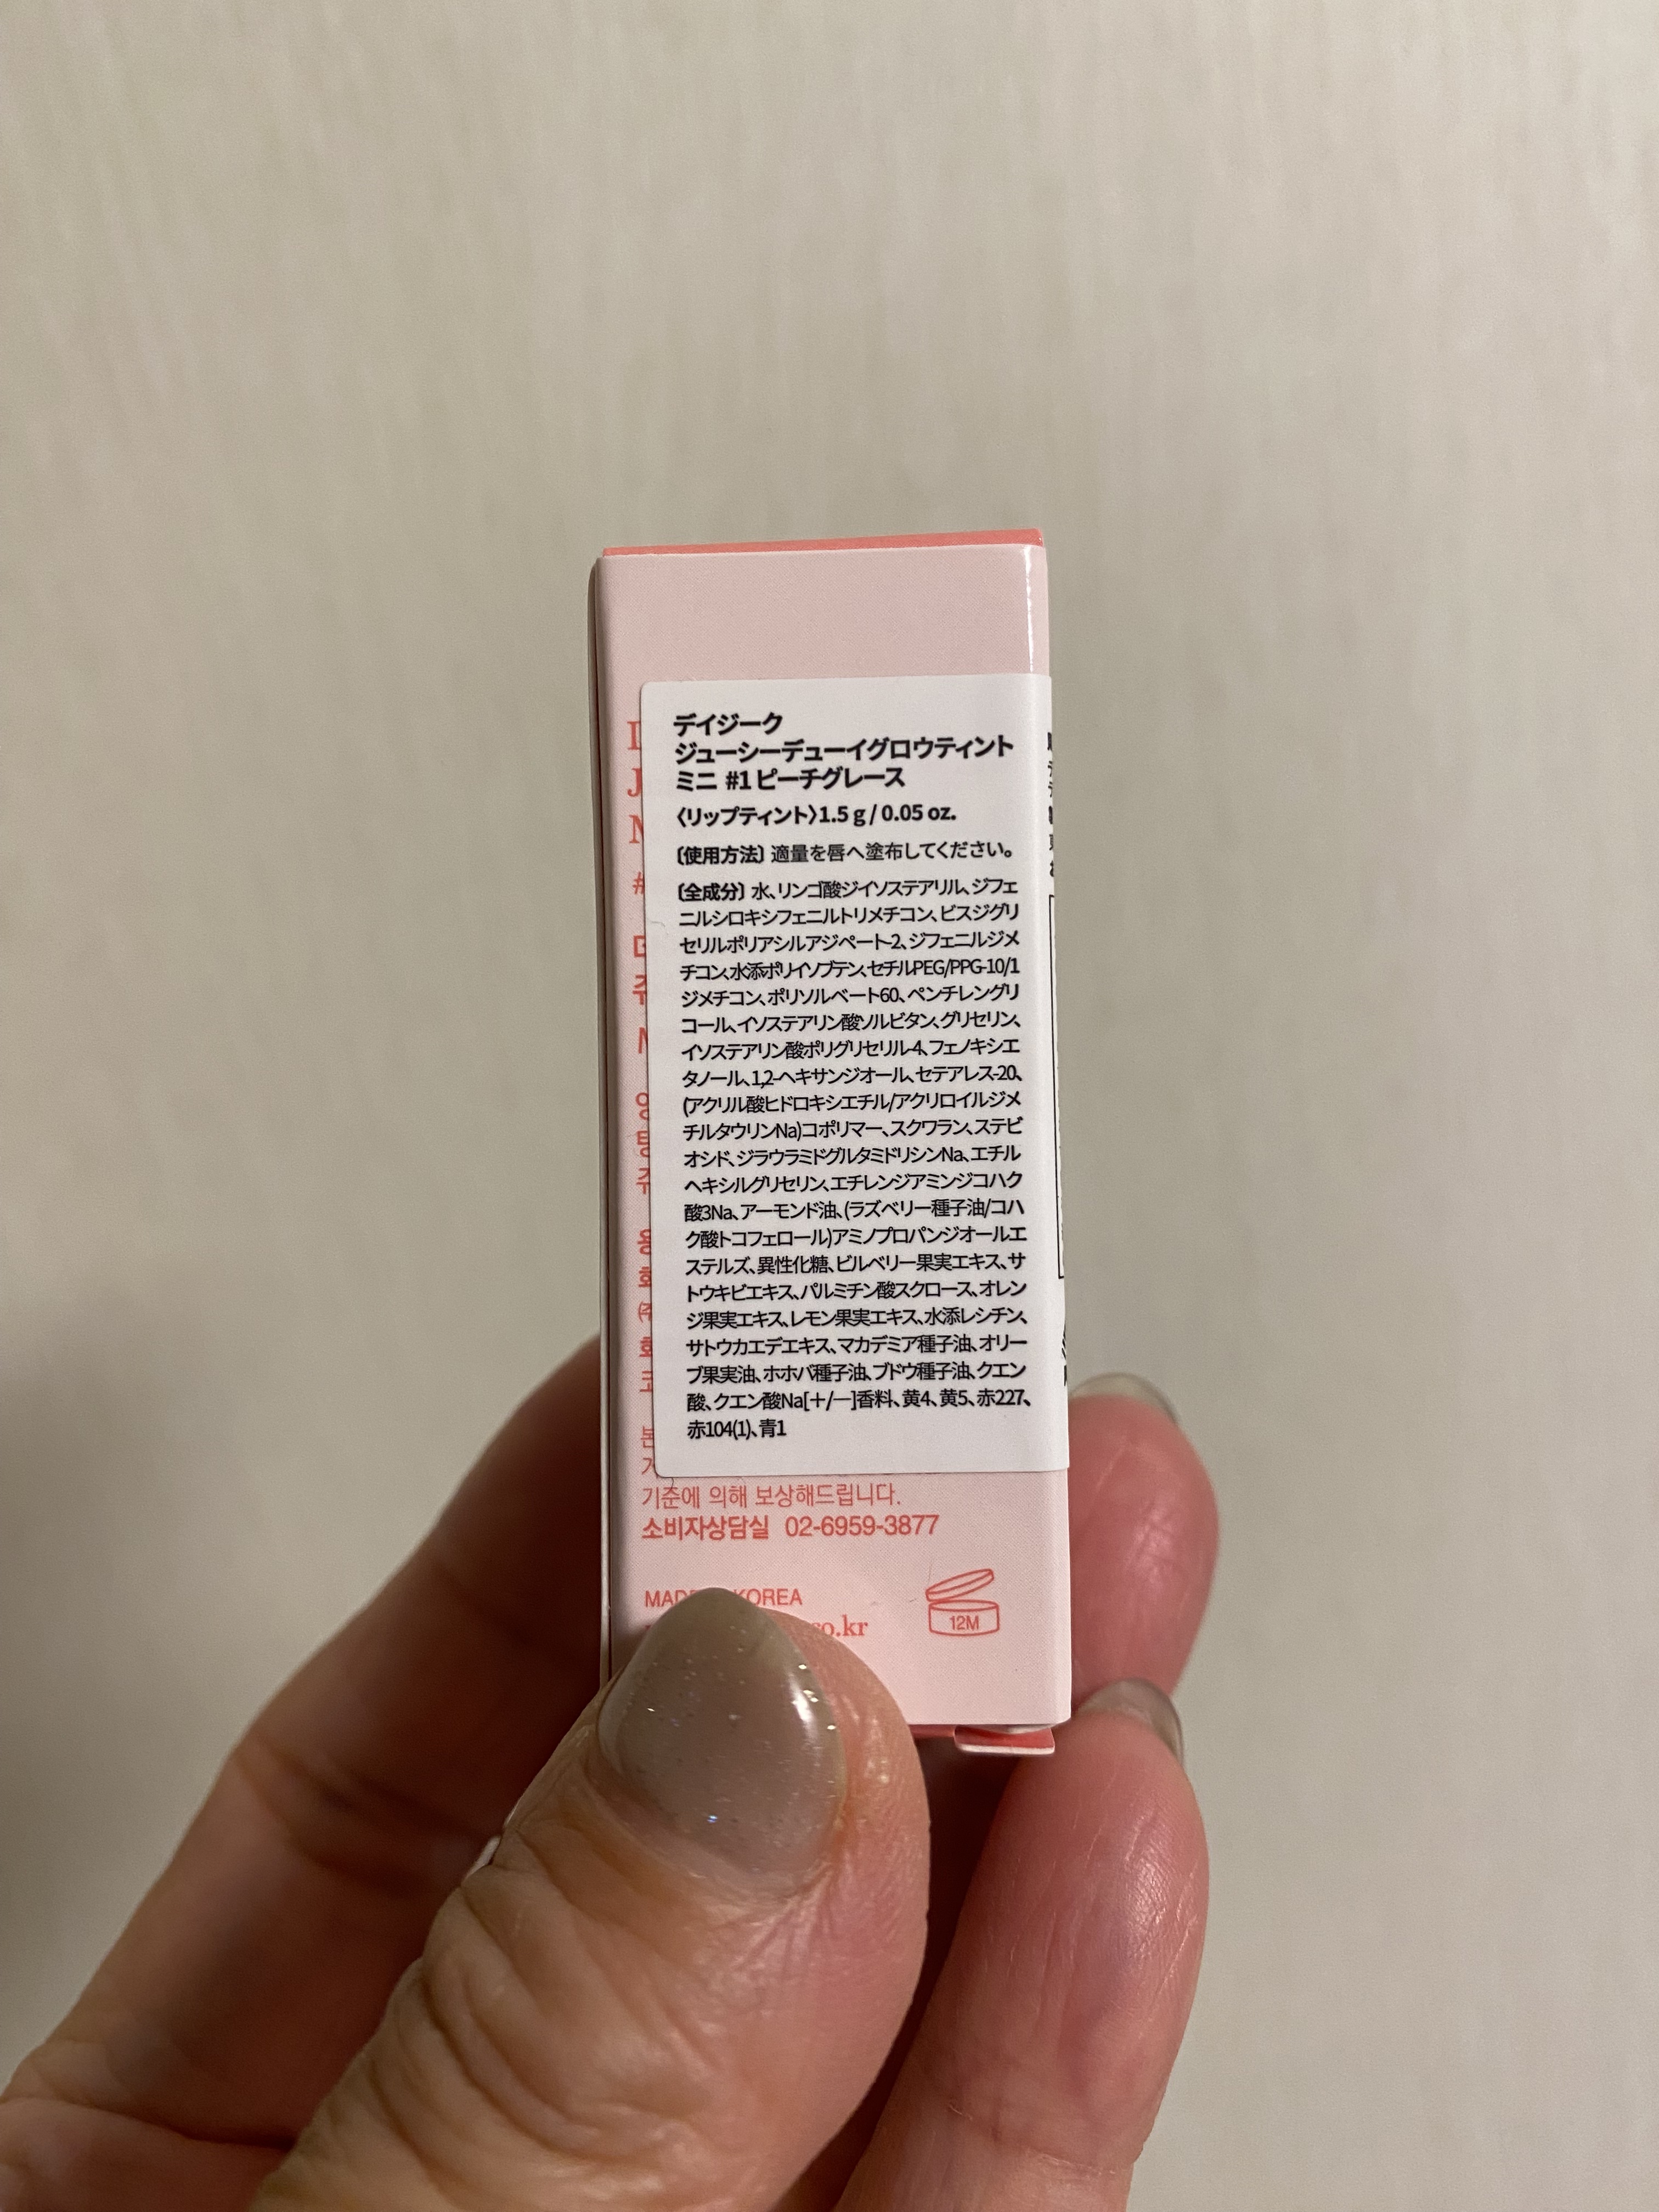 デイジーク
ジューシーデューイグロウティント
ミニ #1 ピーチグレース
〈リップティント〉1.5 g / 0.05 oz.
〔使用方法〕適量を唇へ塗布してください。
〔全成分〕水、リンゴ酸ジイソステアリル、ジフェ
ニルシロキシフェニルトリメチコン、ビスジグリ
セリルポリアシルアジペート-2、ジフェニルジメ
チコン、水添ポリイソブテン、セチルPEG/PPG-10/1
ジメチコン、ポリソルベート60、ペンチレングリ
コール、イソステアリン酸ソルビタン、グリセリン、
イソステアリン酸ポリグリセリル-4、フェノキシエ
タノール、1,2-ヘキサンジオール、セテアレス-20、
(アクリル酸ヒドロキシエチル/アクリロイルジメ
チルタウリンNa)コポリマー、スクワラン、ステビ
オシド、ジラウラミドグルタミドリシンNa、エチル
ヘキシルグリセリン、エチレンジアミンジコハク
酸3Na、アーモンド油、(ラズベリー種子油/コハ
ク酸トコフェロール)アミノプロパンジオールエ
ステルズ、異性化糖、ビルベリー果実エキス、サ
トウキビエキス、パルミチン酸スクロース、オレン
ジ果実エキス、レモン果実エキス、水添レシチン、
サトウカエデエキス、マカデミア種子油、オリー
ブ果実油、ホホバ種子油、ブドウ種子油、クエン
酸、クエン酸Na[+/-]香料、黄4、黄5、赤227、
赤104(1)、青1
기준에 의해 보상해드립니다.
소비자상담실 02-6959-3877
KOREA
co.kr
12M